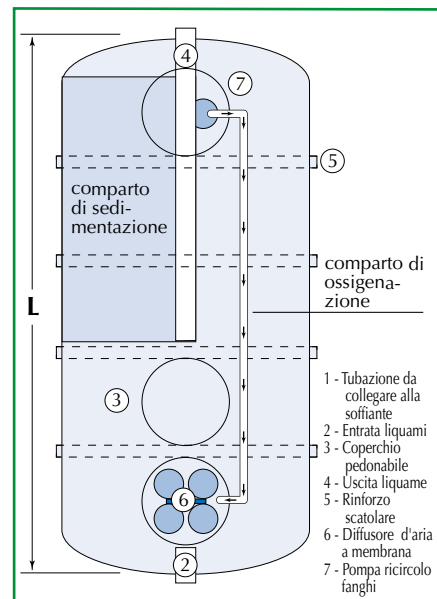 4
7
comparto
di sedi-
mentazione
5
comparto di
ossigena-
zione
L
3
6
2
1 - Tubazione da
collegare alla
soffiante
2 - Entrata liquami
3 - Coperchio
pedonabile
4 - Uscita liquame
5 - Rinforzo
scatolare
6 - Diffusore d'aria
a membrana
7 - Pompa ricircolo
fanghi